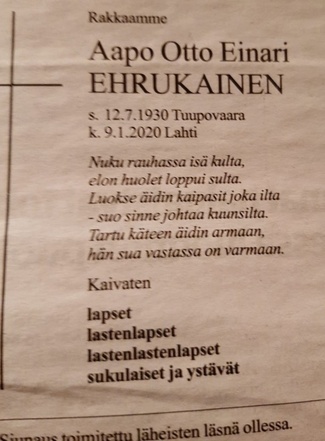 Rakkaamme
Aapo Otto Einari
EHRUKAINEN
s. 12.7.1930 Tuupovaara
k. 9.1.2020 Lahti
Nuku rauhassa isä kulta,
elon huolet loppui sulta.
Luokse äidin kaipasit joka ilta
- suo sinne johtaa kuunsilta.
Tartu käteen äidin armaan,
hän sua vastassa on varmaan.
Kaivaten
lapset
lastenlapset
lastenlastenlapset
sukulaiset ja ystävät
Siunaus toimitettu läheisten läsnä ollessa.